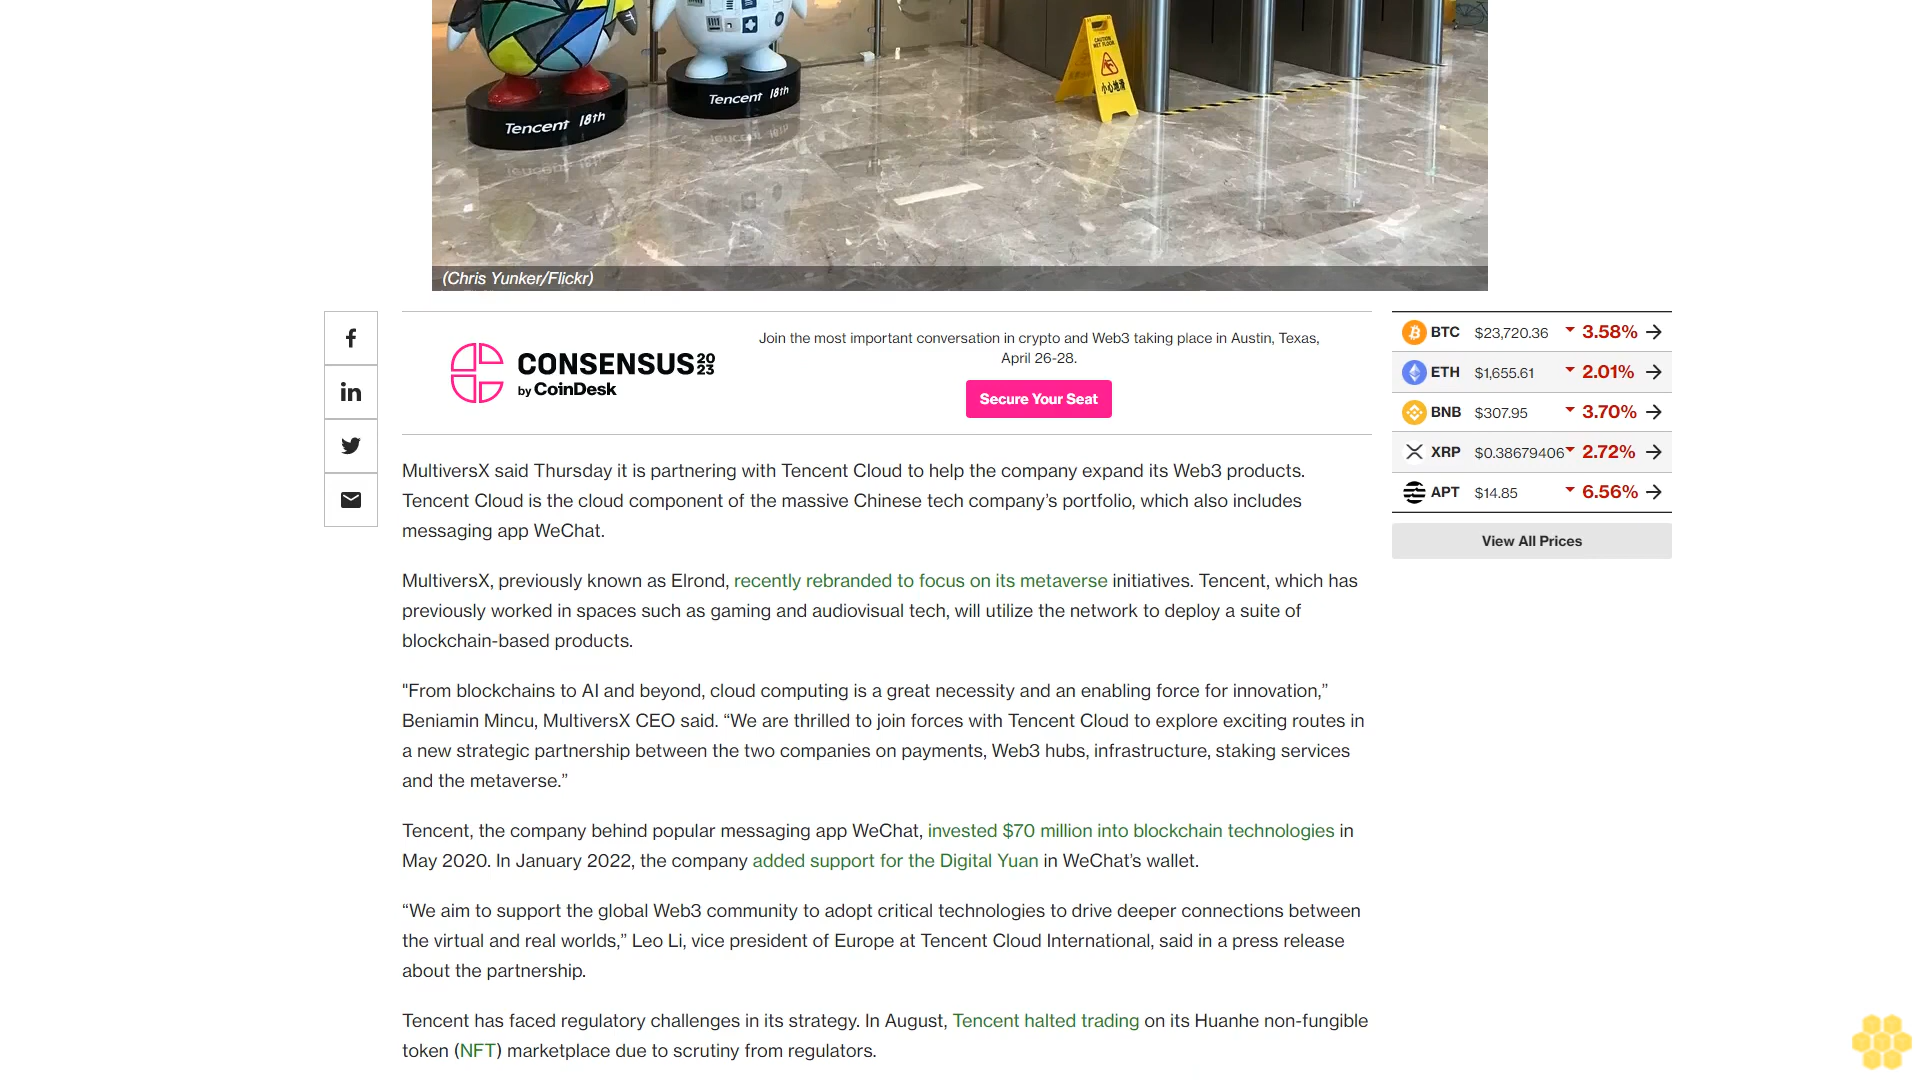 CAUTION
WET FLOOR
小心地滑
Tencent 18th
Tencent 18th
(Chris Yunker/Flickr)
CONSENSUS 2023
by CoinDesk
Join the most important conversation in crypto and Web3 taking place in Austin, Texas,
April 26-28.
Secure Your Seat
BTC $23,720.36 3.58%
ETH $1,655.61 2.01%
BNB $307.95 3.70%
XRP $0.38679406 2.72%
APT $14.85 6.56%
View All Prices
MultiversX said Thursday it is partnering with Tencent Cloud to help the company expand its Web3 products.
Tencent Cloud is the cloud component of the massive Chinese tech company’s portfolio, which also includes
messaging app WeChat.
MultiversX, previously known as Elrond, recently rebranded to focus on its metaverse initiatives. Tencent, which has
previously worked in spaces such as gaming and audiovisual tech, will utilize the network to deploy a suite of
blockchain-based products.
"From blockchains to AI and beyond, cloud computing is a great necessity and an enabling force for innovation,”
Beniamin Mincu, MultiversX CEO said. “We are thrilled to join forces with Tencent Cloud to explore exciting routes in
a new strategic partnership between the two companies on payments, Web3 hubs, infrastructure, staking services
and the metaverse.”
Tencent, the company behind popular messaging app WeChat, invested $70 million into blockchain technologies in
May 2020. In January 2022, the company added support for the Digital Yuan in WeChat’s wallet.
“We aim to support the global Web3 community to adopt critical technologies to drive deeper connections between
the virtual and real worlds,” Leo Li, vice president of Europe at Tencent Cloud International, said in a press release
about the partnership.
Tencent has faced regulatory challenges in its strategy. In August, Tencent halted trading on its Huanhe non-fungible
token (NFT) marketplace due to scrutiny from regulators.